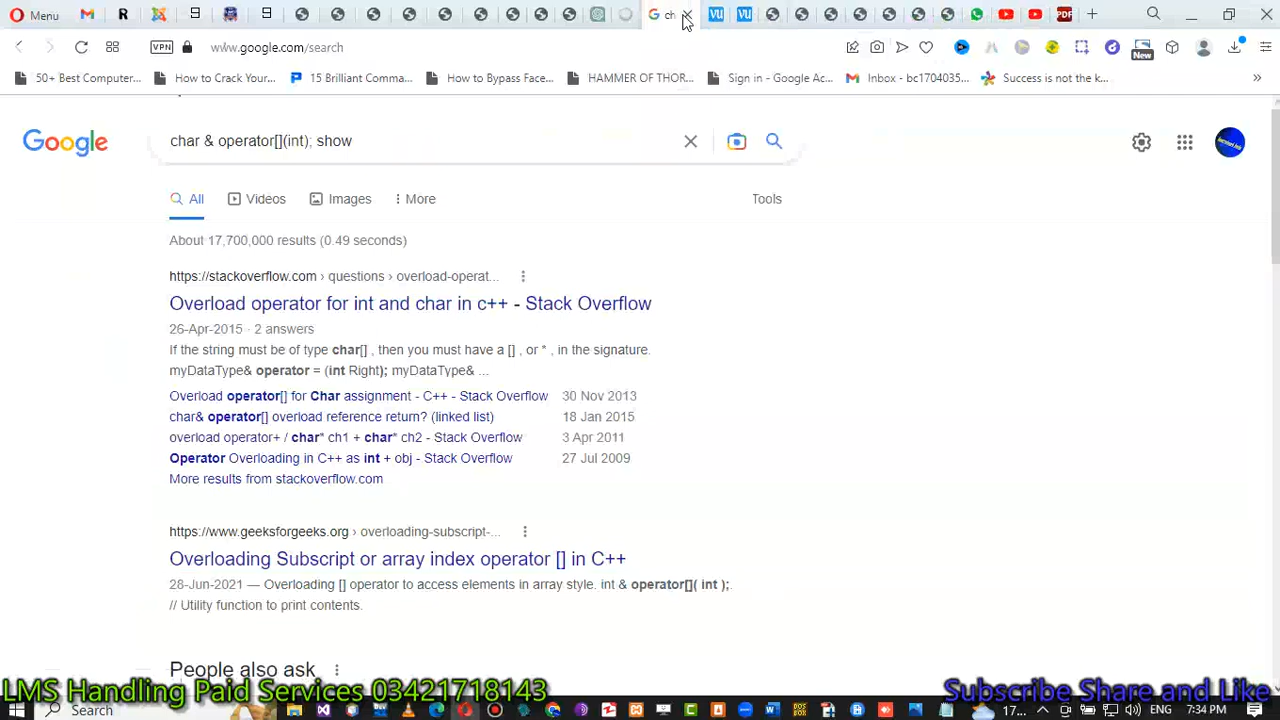 Menu
ch
VPN
www.google.com/search
New
50+ Best Computer...
How to Crack Your...
15 Brilliant Comma...
How to Bypass Face...
HAMMER OF THOR...
Sign in - Google Ac...
Inbox - bc1704035...
Success is not the k...
Google
char & operator[](int); show
All
Videos
Images
More
Tools
About 17,700,000 results (0.49 seconds)
https://stackoverflow.com › questions › overload-operat...
Overload operator for int and char in c++ - Stack Overflow
26-Apr-2015 · 2 answers
If the string must be of type char[] , then you must have a [] , or * , in the signature.
myDataType& operator = (int Right); myDataType& ...
Overload operator[] for Char assignment - C++ - Stack Overflow 30 Nov 2013
char& operator[] overload reference return? (linked list) 18 Jan 2015
overload operator+ / char* ch1 + char* ch2 - Stack Overflow 3 Apr 2011
Operator Overloading in C++ as int + obj - Stack Overflow 27 Jul 2009
More results from stackoverflow.com
https://www.geeksforgeeks.org › overloading-subscript-...
Overloading Subscript or array index operator [] in C++
28-Jun-2021 — Overloading [] operator to access elements in array style. int & operator[]( int );.
// Utility function to print contents.
People also ask
LMS Handling Paid Services 03421718143
Subscribe Share and Like
Search
17...
ENG
7:34 PM